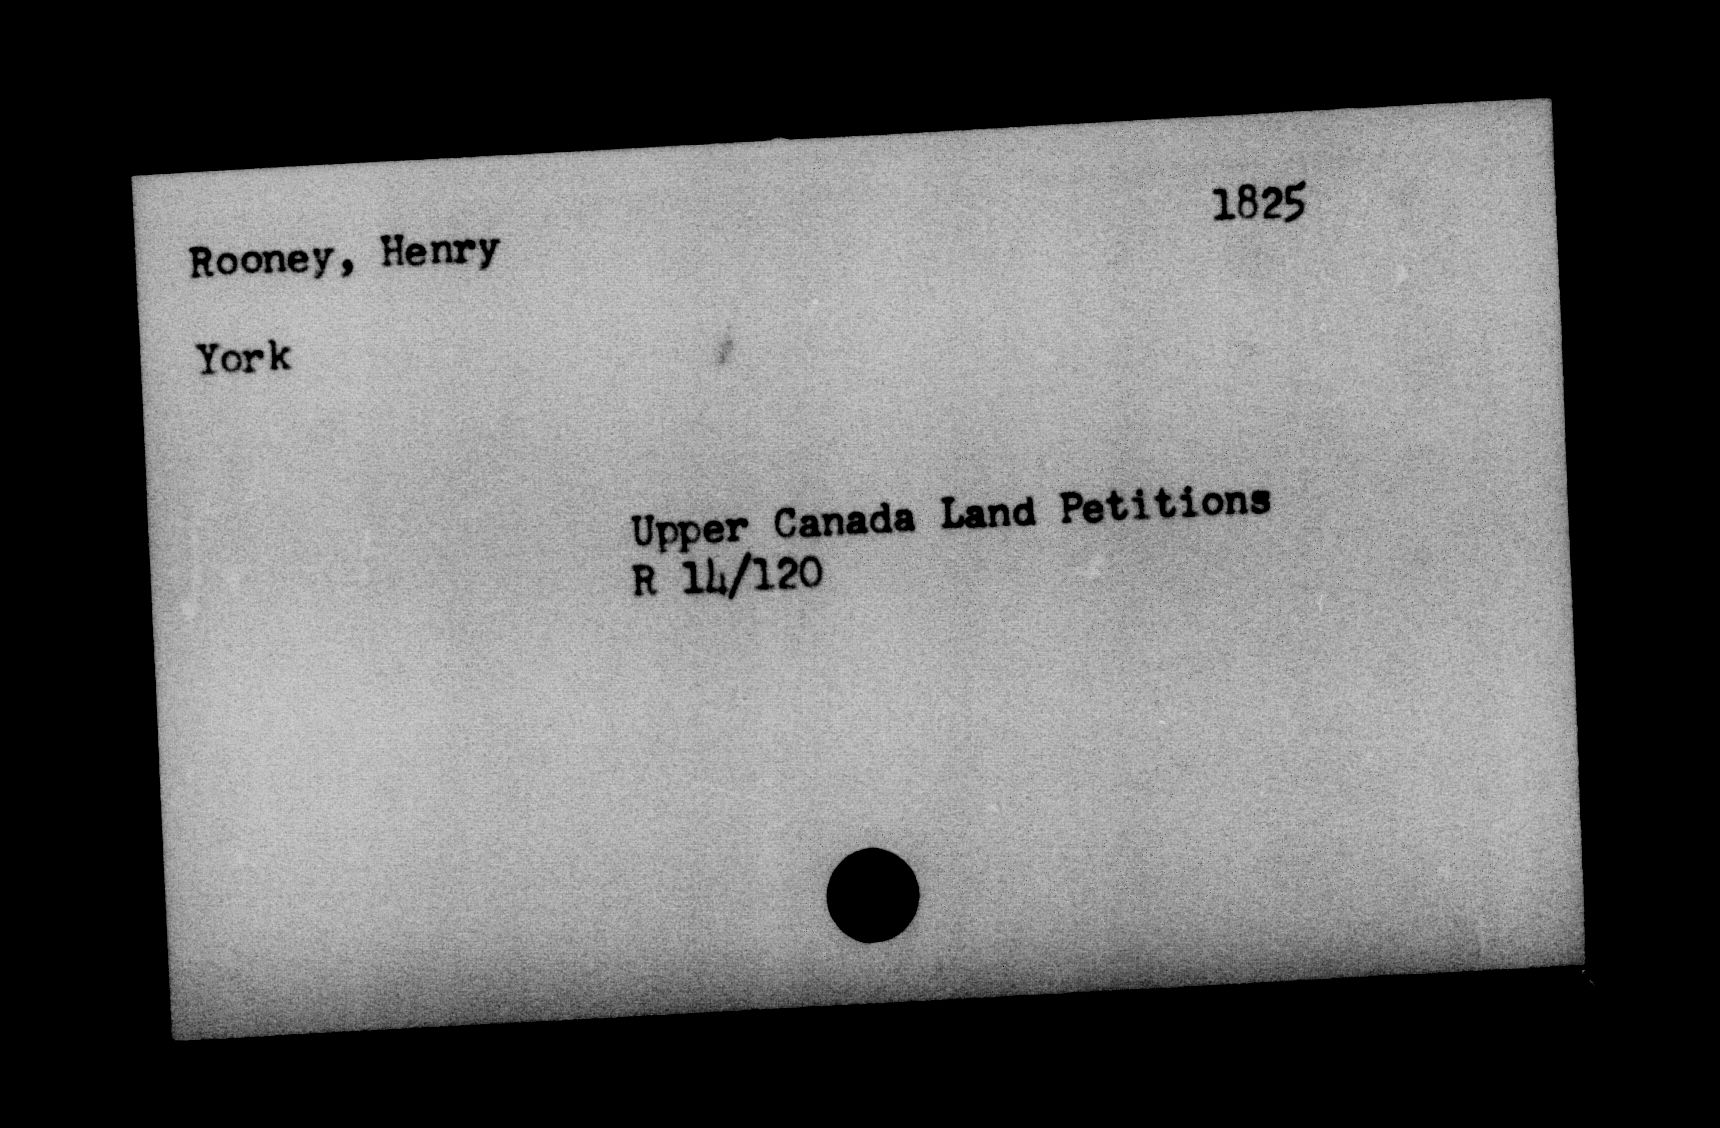 1825
Rooney, Henry
York
Upper Canada Land Petitions
R 14/120